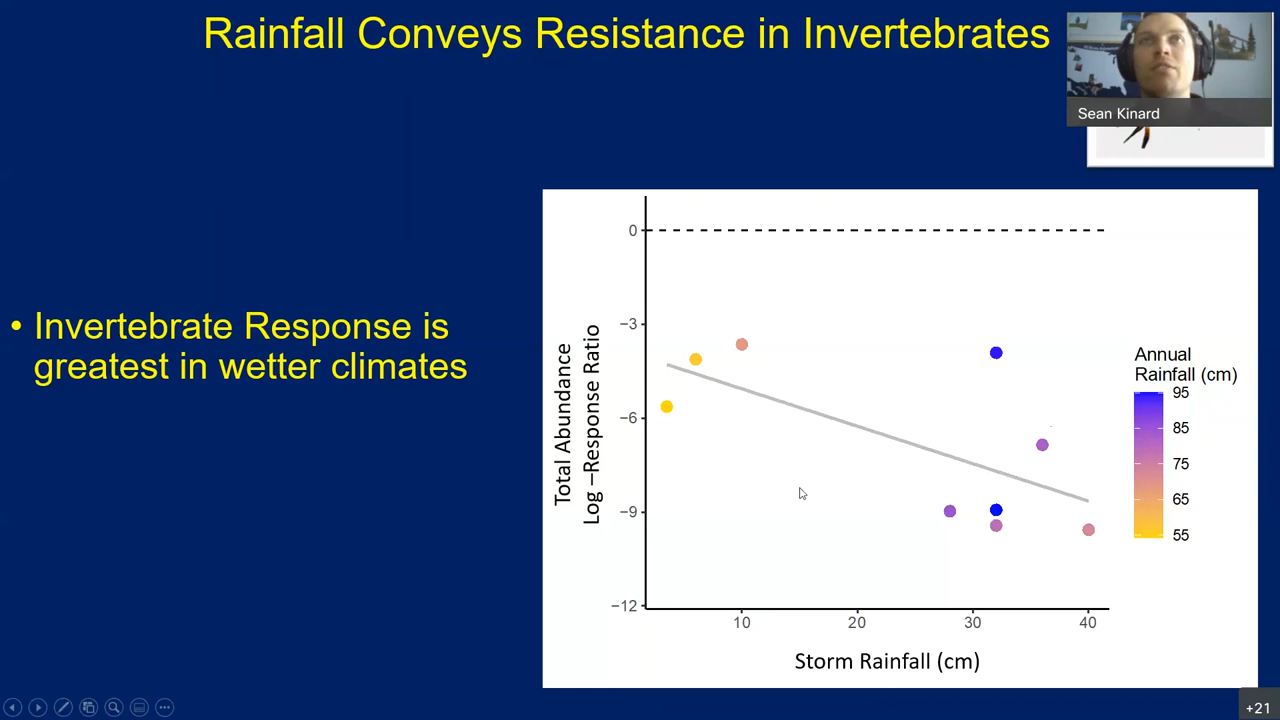 Rainfall Conveys Resistance in Invertebrates
Sean Kinard
• Invertebrate Response is
greatest in wetter climates
Total Abundance
Log –Response Ratio
0
−3
−6
−9
−12
10 20 30 40
Storm Rainfall (cm)
Annual
Rainfall (cm)
95
85
75
65
55
+21